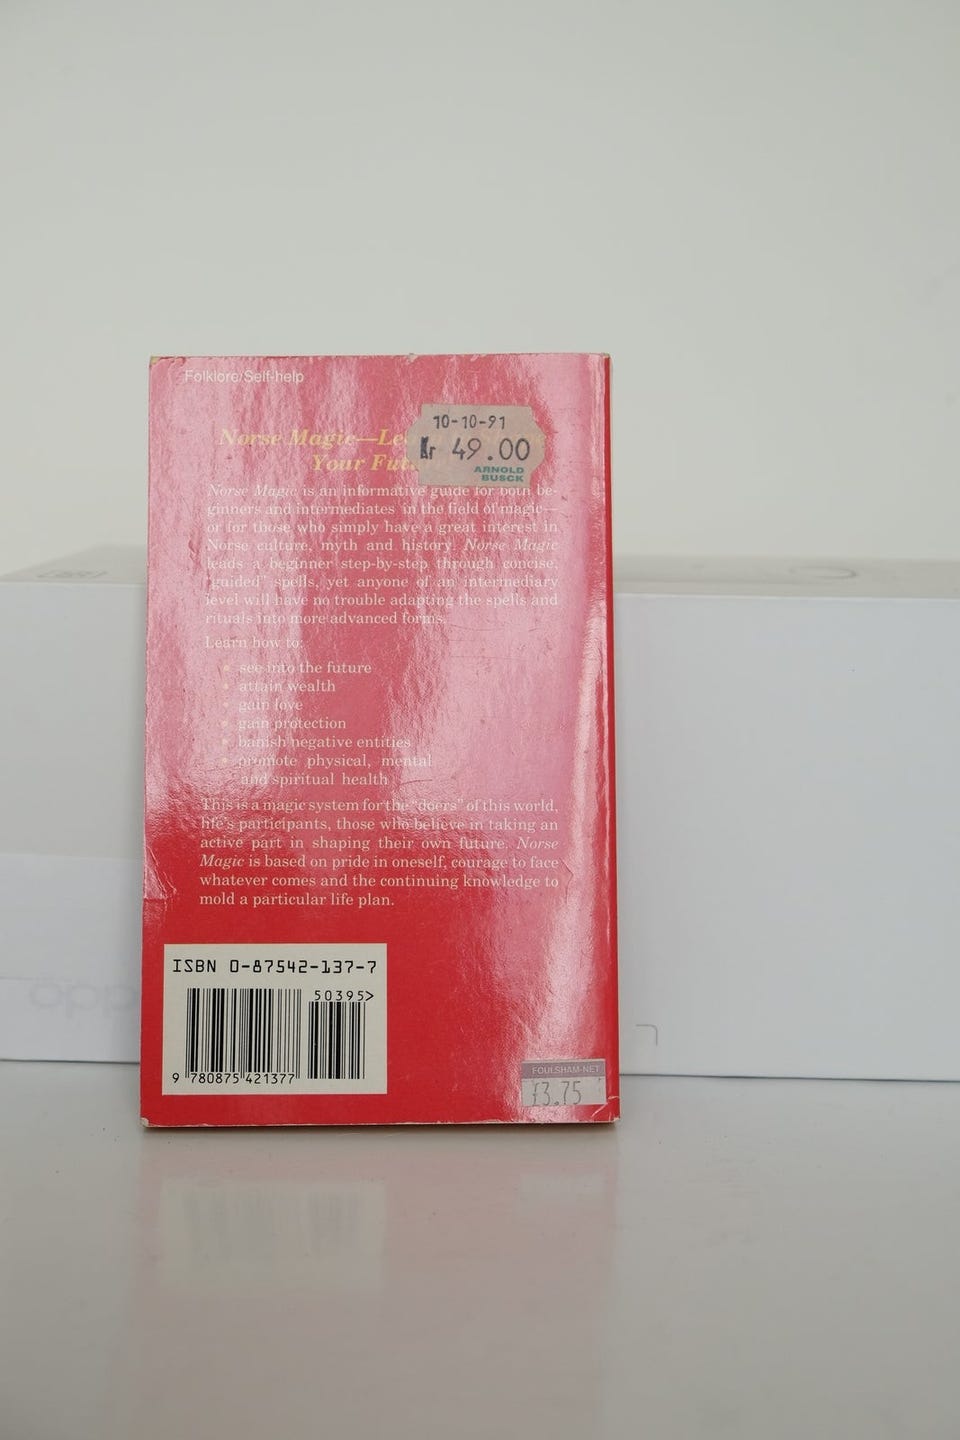 Folklore/Self-help
10-10-91
Kr 49.00
ARNOLD
BUSCK
Norse Magic—
Your
Norse Magic is an informative guide for both be-
ginners and intermediates in the field of magic—
or for those who simply have a great interest in
Norse culture, myth and history. Norse Magic
leads a beginner step-by-step through concise,
"guided" spells, yet anyone of an intermediary
level will have no trouble adapting the spells and
rituals into more advanced forms.
Learn how to:
• see into the future
• attain wealth
• gain love
• gain protection
• banish negative entities
• promote physical, mental
and spiritual health
This is a magic system for the "doers" of this world,
life's participants, those who believe in taking an
active part in shaping their own future. Norse
Magic is based on pride in oneself, courage to face
whatever comes and the continuing knowledge to
mold a particular life plan.
ISBN 0-87542-137-7
50395>
9 780875 421377
FOULSHAM-NET
£3.75
oppo